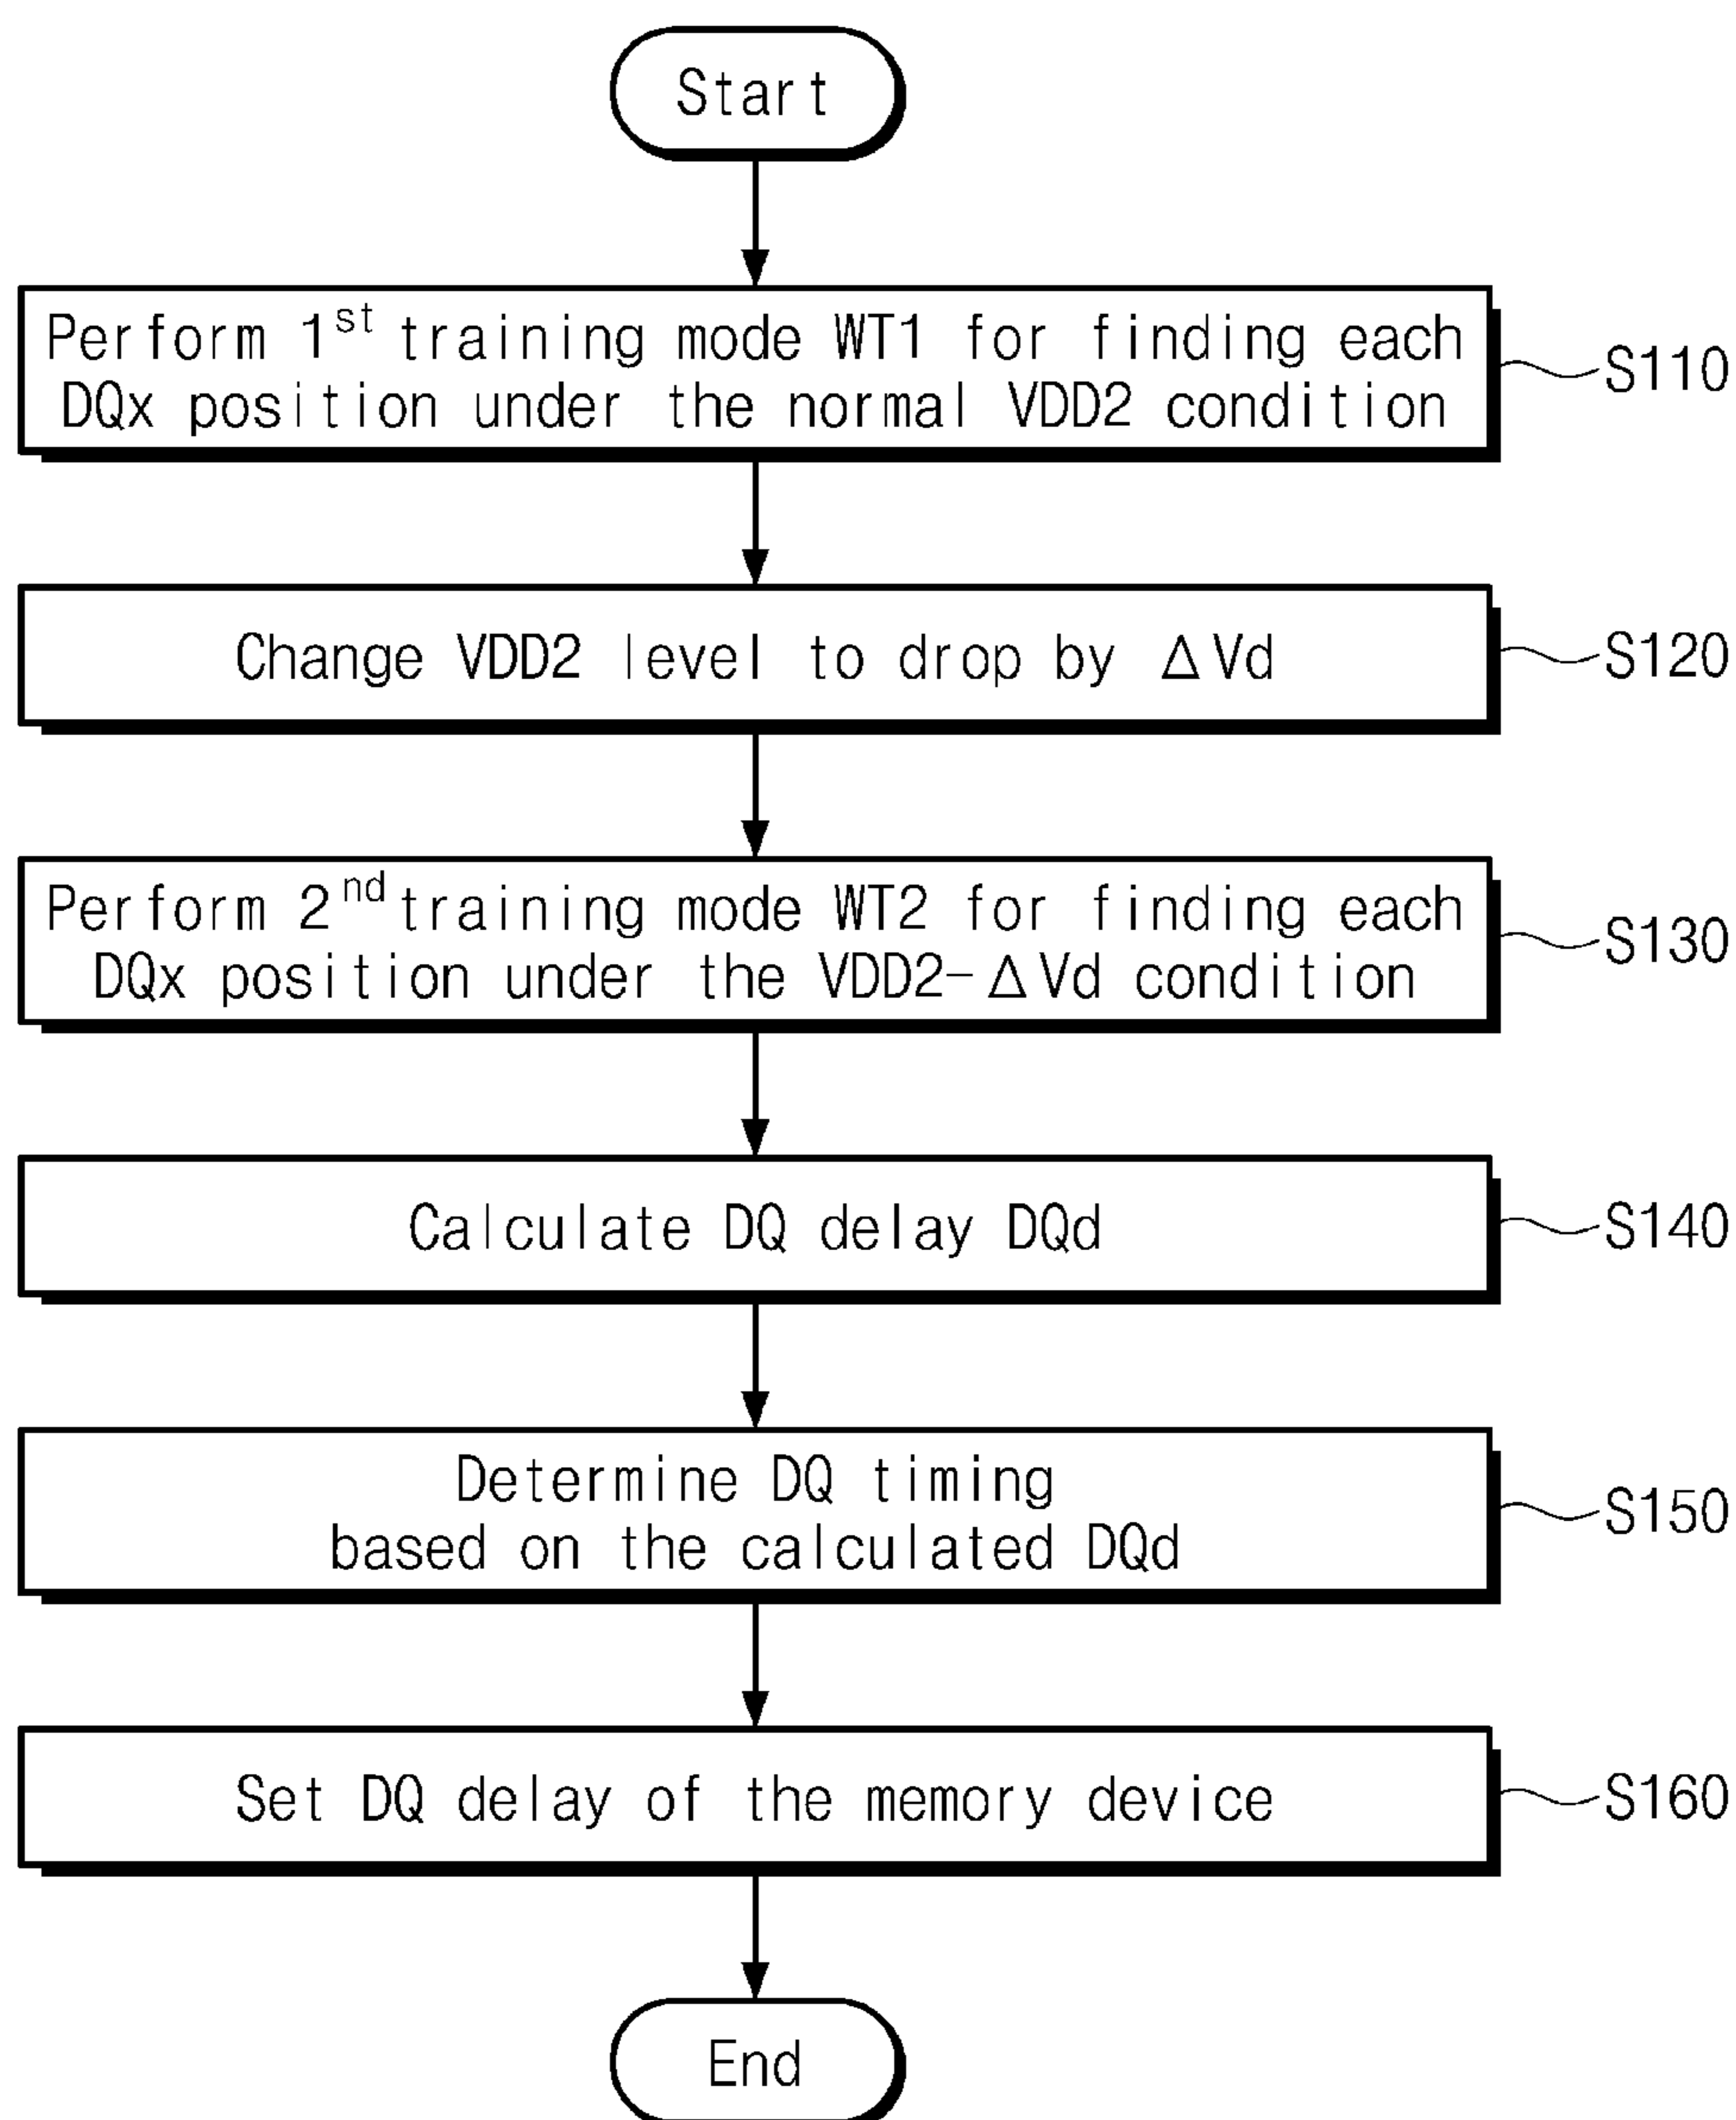 Start
Perform 1st training mode WT1 for finding each
DQx position under the normal VDD2 condition
S110
Change VDD2 level to drop by ΔVd
S120
Perform 2nd training mode WT2 for finding each
DQx position under the VDD2-ΔVd condition
S130
Calculate DQ delay DQd
S140
Determine DQ timing
based on the calculated DQd
S150
Set DQ delay of the memory device
S160
End